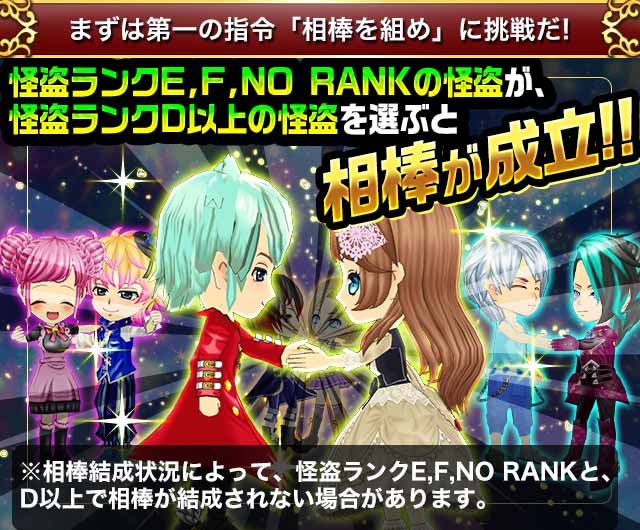 まずは第一の指令「相棒を組め」に挑戦だ!
怪盗ランクE,F,NO RANKの怪盗が、
怪盗ランクD以上の怪盗を選ぶと
相棒が成立!!
※相棒結成状況によって、怪盗ランクE,F,NO RANKと、
D以上で相棒が結成されない場合があります。